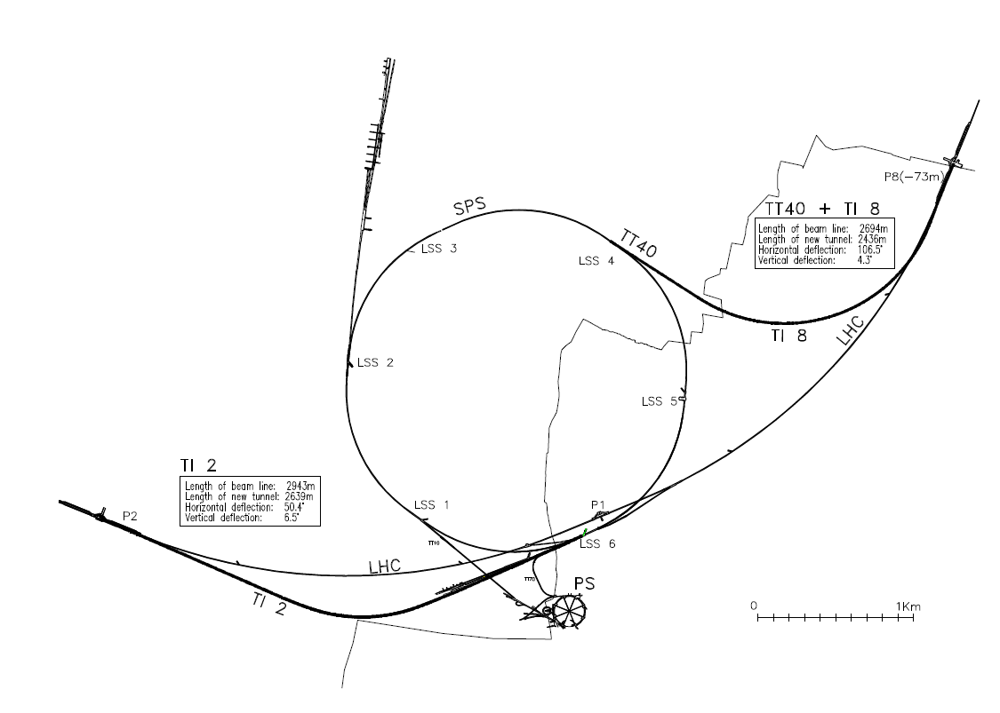 SPS
LSS 3
TT40
LSS 4
P8(-73m)
TT40 + TI 8
Length of beam line: 2694m
Length of new tunnel: 2436m
Horizontal deflection: 106.5°
Vertical deflection: 4.3°
TI 8
LHC
LSS 2
LSS 5
TI 2
Length of beam line: 2943m
Length of new tunnel: 2639m
Horizontal deflection: 50.4°
Vertical deflection: 6.5°
P2
LSS 1
P1
TT10
LSS 6
LHC
TT70
PS
TI 2
0 1Km